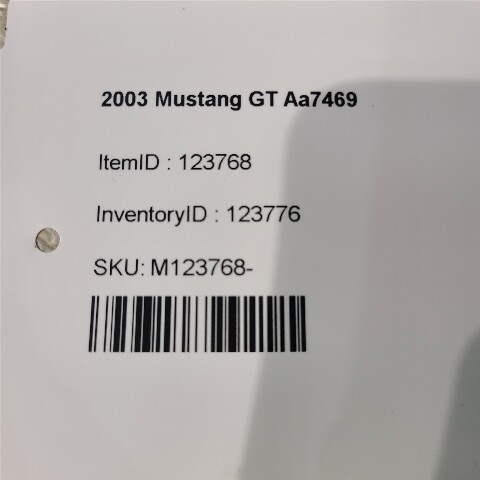 2003 Mustang GT Aa7469
ItemID : 123768
InventoryID : 123776
SKU: M123768-